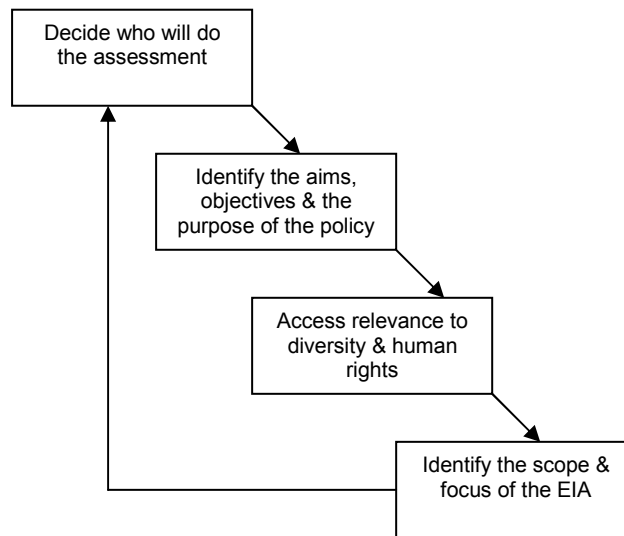 Decide who will do
the assessment
Identify the aims,
objectives & the
purpose of the policy
Access relevance to
diversity & human
rights
Identify the scope &
focus of the EIA